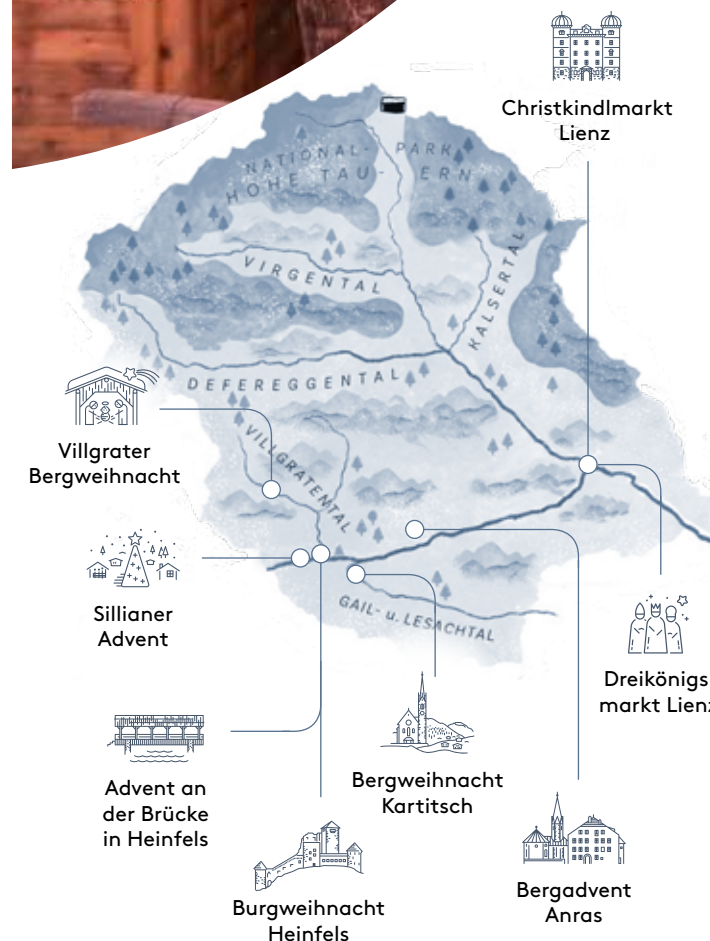 Christkindlmarkt
Lienz
NATIONAL- PARK
HOHE TAU- ERN
VIRGENTAL
KALSERTAL
DEFEREGGENTAL
VILLGRATENTAL
Villgrater
Bergweihnacht
Sillianer
Advent
GAIL- u. LESACHTAL
Dreikönigs
markt Lienz
Advent an
der Brücke
in Heinfels
Bergweihnacht
Kartitsch
Burgweihnacht
Heinfels
Bergadvent
Anras